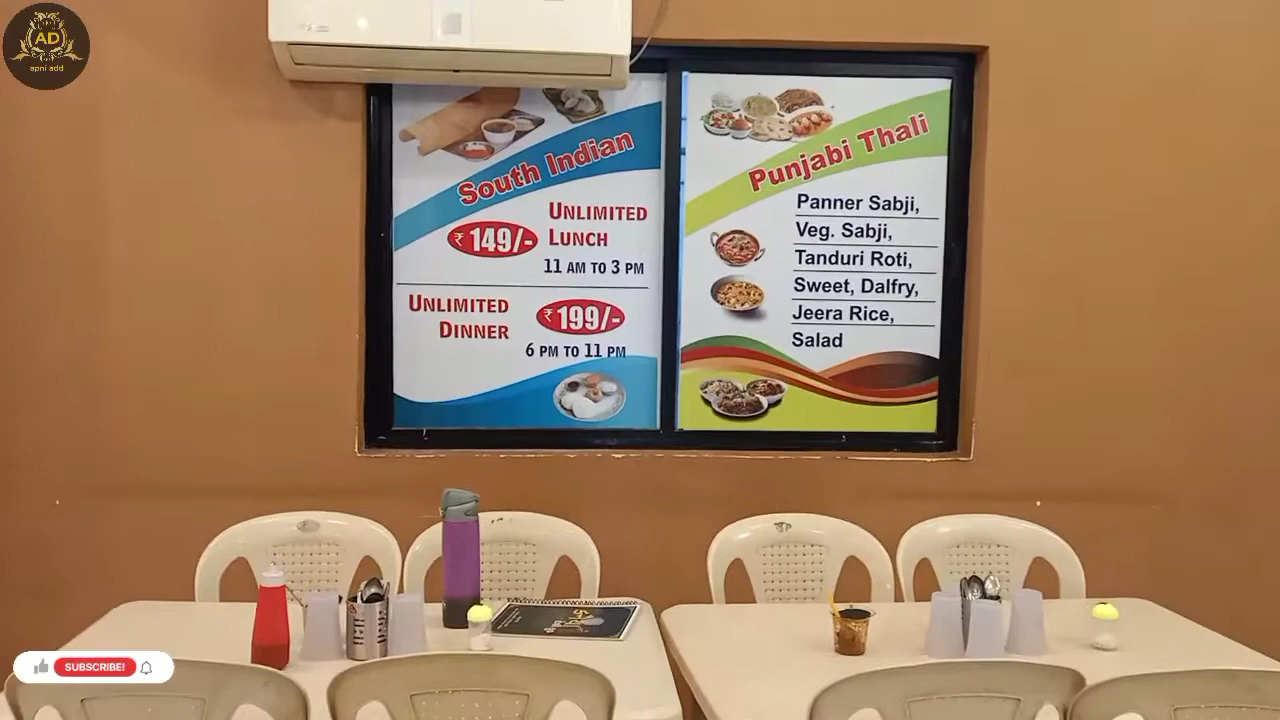 AD
apni add
South Indian
₹ 149/-
UNLIMITED
LUNCH
11 AM TO 3 PM
UNLIMITED
DINNER
₹ 199/-
6 PM TO 11 PM
Punjabi Thali
Panner Sabji,
Veg. Sabji,
Tanduri Roti,
Sweet, Dalfry,
Jeera Rice,
Salad
SUBSCRIBE!